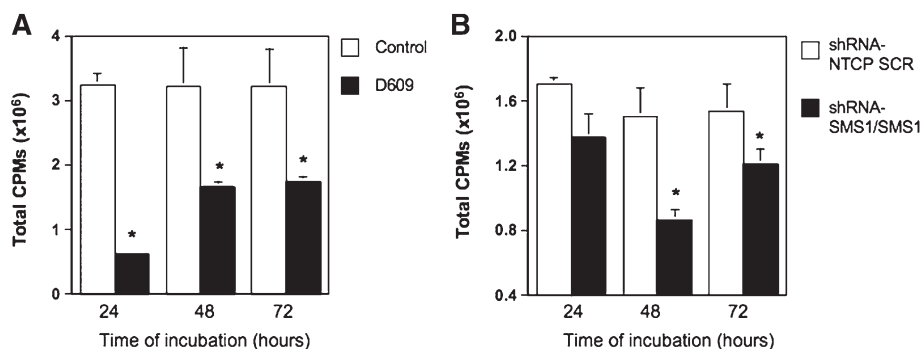 A
Total CPMs (x10⁶)
4
3
2
1
0
*
*
*
24
48
72
Time of incubation (hours)
Control
D609
B
Total CPMs (x10⁶)
2.0
1.6
1.2
0.8
0.4
*
*
24
48
72
Time of incubation (hours)
shRNA-
NTCP SCR
shRNA-
SMS1/SMS1